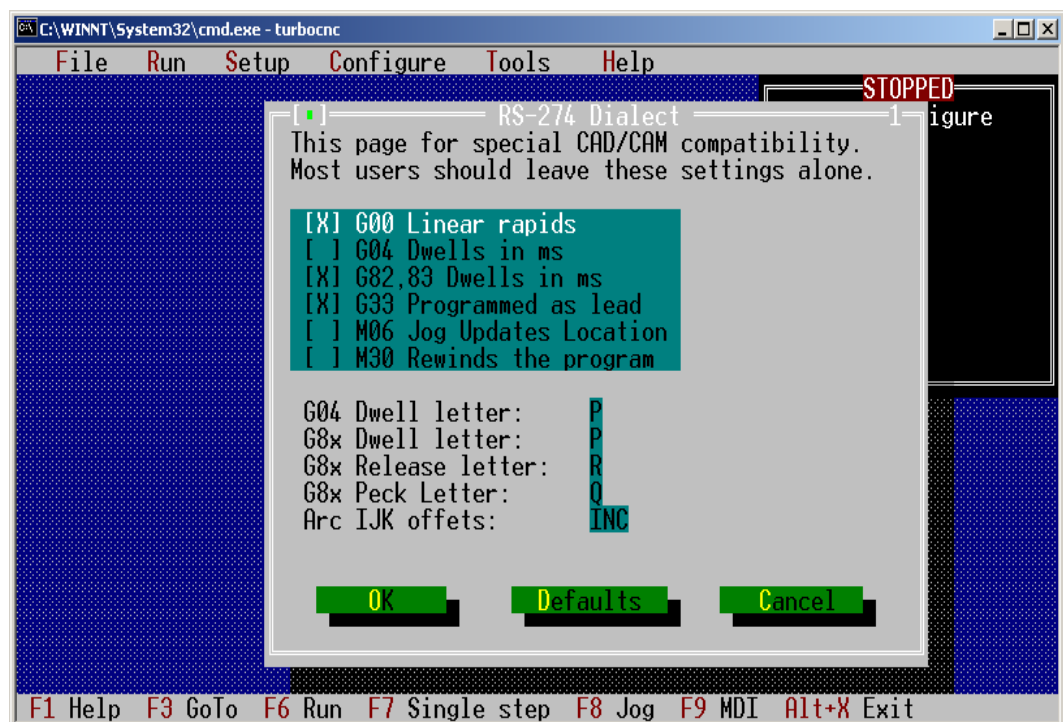 C:\WINNT\System32\cmd.exe - turbocnc
File Run Setup Configure Tools Help
STOPPED
[▪] RS-274 Dialect 1
igure
This page for special CAD/CAM compatibility.
Most users should leave these settings alone.
[X] G00 Linear rapids
[ ] G04 Dwells in ms
[X] G82,83 Dwells in ms
[X] G33 Programmed as lead
[ ] M06 Jog Updates Location
[ ] M30 Rewinds the program
G04 Dwell letter: P
G8x Dwell letter: P
G8x Release letter: R
G8x Peck Letter: Q
Arc IJK offets: INC
OK Defaults Cancel
F1 Help F3 GoTo F6 Run F7 Single step F8 Jog F9 MDI Alt+X Exit